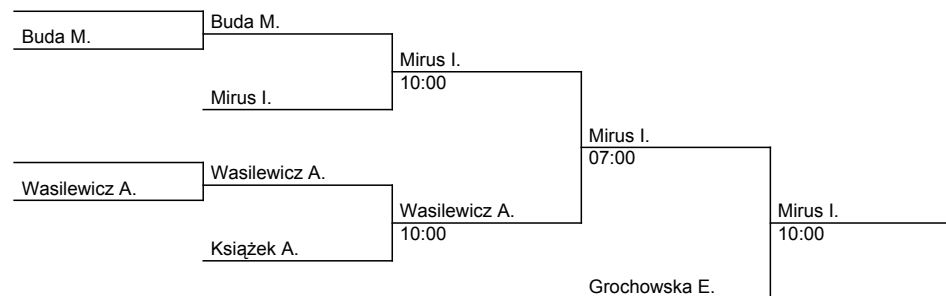 Buda M.
Buda M.
Mirus I.
10:00
Mirus I.
Mirus I.
07:00
Wasilewicz A.
Wasilewicz A.
Wasilewicz A.
10:00
Mirus I.
10:00
Książek A.
Grochowska E.